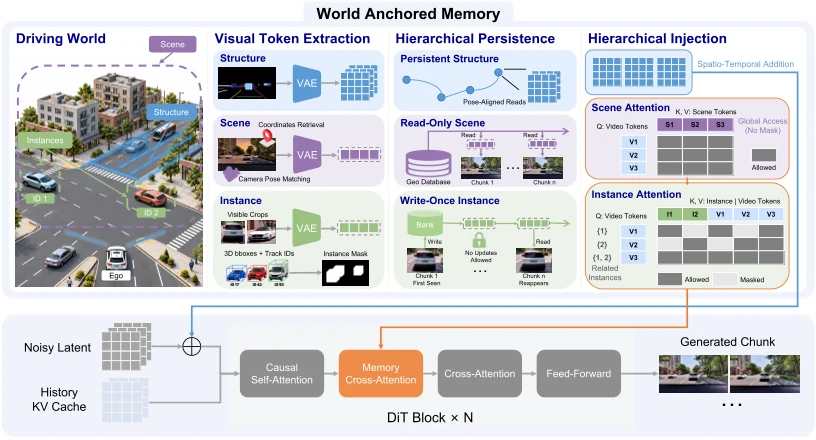 World Anchored Memory
Driving World
Scene
Structure
Instances
ID 1
ID 2
Ego
Visual Token Extraction
Structure
VAE
Scene
Coordinates Retrieval
VAE
Camera Pose Matching
Instance
Visible Crops
VAE
3D bboxes + Track IDs
Instance Mask
Hierarchical Persistence
Persistent Structure
Pose-Aligned Reads
Read-Only Scene
Read
Read
Geo Database
Chunk 1
...
Chunk n
Write-Once Instance
Bank
Write
No Updates
Allowed
...
Read
Chunk 1
First Seen
Chunk n
Reappears
Hierarchical Injection
Spatio-Temporal Addition
Scene Attention
K, V: Scene Tokens
Q: Video Tokens
S1 S2 S3
V1
V2
V3
Global Access
(No Mask)
Allowed
Instance Attention
K, V: Instance | Video Tokens
Q: Video Tokens
I1 I2 V1 V2 V3
{1} V1
{2} V2
{1, 2} V3
Related
Instances
Allowed
Masked
Noisy Latent
History
KV Cache
Causal
Self-Attention
Memory
Cross-Attention
Cross-Attention
Feed-Forward
DiT Block × N
Generated Chunk
...